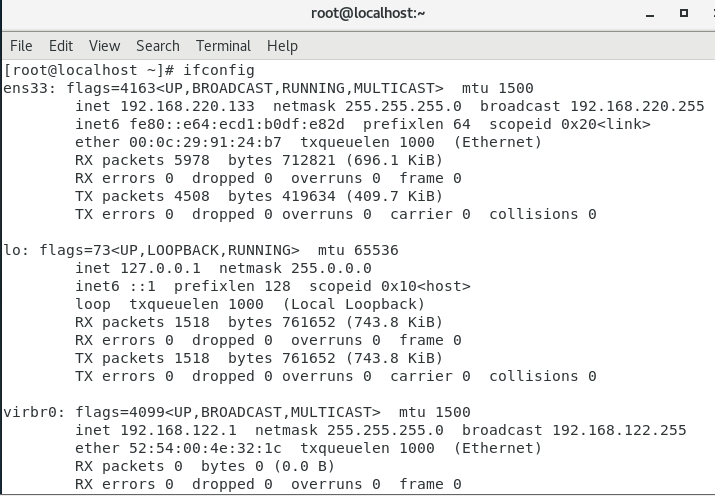 root@localhost:~
File Edit View Search Terminal Help
[root@localhost ~]# ifconfig
ens33: flags=4163<UP,BROADCAST,RUNNING,MULTICAST>  mtu 1500
        inet 192.168.220.133  netmask 255.255.255.0  broadcast 192.168.220.255
        inet6 fe80::e64:ecd1:b0df:e82d  prefixlen 64  scopeid 0x20<link>
        ether 00:0c:29:91:24:b7  txqueuelen 1000  (Ethernet)
        RX packets 5978  bytes 712821 (696.1 KiB)
        RX errors 0  dropped 0  overruns 0  frame 0
        TX packets 4508  bytes 419634 (409.7 KiB)
        TX errors 0  dropped 0 overruns 0  carrier 0  collisions 0

lo: flags=73<UP,LOOPBACK,RUNNING>  mtu 65536
        inet 127.0.0.1  netmask 255.0.0.0
        inet6 ::1  prefixlen 128  scopeid 0x10<host>
        loop  txqueuelen 1000  (Local Loopback)
        RX packets 1518  bytes 761652 (743.8 KiB)
        RX errors 0  dropped 0  overruns 0  frame 0
        TX packets 1518  bytes 761652 (743.8 KiB)
        TX errors 0  dropped 0 overruns 0  carrier 0  collisions 0

virbr0: flags=4099<UP,BROADCAST,MULTICAST>  mtu 1500
        inet 192.168.122.1  netmask 255.255.255.0  broadcast 192.168.122.255
        ether 52:54:00:4e:32:1c  txqueuelen 1000  (Ethernet)
        RX packets 0  bytes 0 (0.0 B)
        RX errors 0  dropped 0  overruns 0  frame 0